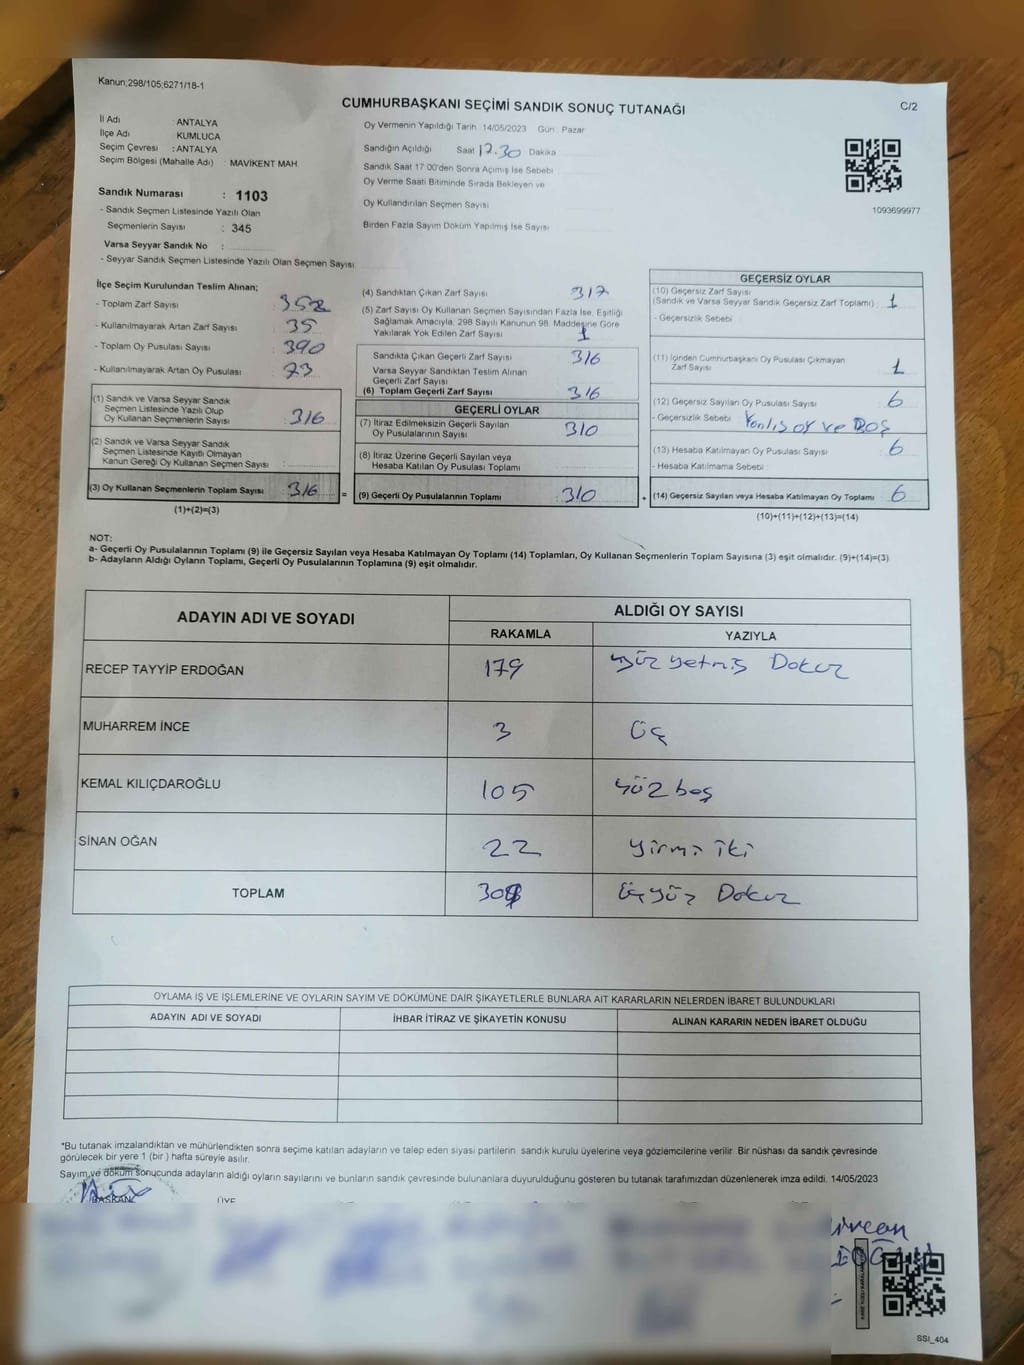 Kanun;298/105;6271/18-1
CUMHURBAŞKANI SEÇİMİ SANDIK SONUÇ TUTANAĞI
C/2
İl Adı : ANTALYA
İlçe Adı : KUMLUCA
Seçim Çevresi : ANTALYA
Seçim Bölgesi (Mahalle Adı) : MAVİKENT MAH.
Sandık Numarası : 1103
- Sandık Seçmen Listesinde Yazılı Olan
Seçmenlerin Sayısı : 345
Varsa Seyyar Sandık No :
- Seyyar Sandık Seçmen Listesinde Yazılı Olan Seçmen Sayısı
Oy Vermenin Yapıldığı Tarih 14/05/2023 Gün : Pazar
Sandığın Açıldığı Saat 17.30 Dakika
Sandık Saat 17:00'den Sonra Açımış İse Sebebi
Oy Verme Saati Bitiminde Sırada Bekleyen ve
Oy Kullandırılan Seçmen Sayısı
Birden Fazla Sayım Döküm Yapılmış İse Sayısı
1093699977
İlçe Seçim Kurulundan Teslim Alınan;
- Toplam Zarf Sayısı : 352
- Kullanılmayarak Artan Zarf Sayısı : 35
- Toplam Oy Pusulası Sayısı : 390
- Kullanılmayarak Artan Oy Pusulası : 73
(1) Sandık ve Varsa Seyyar Sandık
Seçmen Listesinde Yazılı Olup
Oy Kullanan Seçmenlerin Sayısı : 316
(2) Sandık ve Varsa Seyyar Sandık
Seçmen Listesinde Kayıtlı Olmayan
Kanun Gereği Oy Kullanan Seçmen Sayısı :
(3) Oy Kullanan Seçmenlerin Toplam Sayısı : 316
(1)+(2)=(3)
(4) Sandıktan Çıkan Zarf Sayısı : 317
(5) Zarf Sayısı Oy Kullanan Seçmen Sayısından Fazla İse, Eşitliği
Sağlamak Amacıyla, 298 Sayılı Kanunun 98. Maddesine Göre
Yakılarak Yok Edilen Zarf Sayısı : 1
Sandıkta Çıkan Geçerli Zarf Sayısı : 316
Varsa Seyyar Sandıktan Teslim Alınan
Geçerli Zarf Sayısı
(6) Toplam Geçerli Zarf Sayısı : 316
GEÇERLİ OYLAR
(7) İtiraz Edilmeksizin Geçerli Sayılan
Oy Pusulalarının Sayısı : 310
(8) İtiraz Üzerine Geçerli Sayılan veya
Hesaba Katılan Oy Pusulası Toplamı
= (9) Geçerli Oy Pusulalarının Toplamı : 310
GEÇERSİZ OYLAR
(10) Geçersiz Zarf Sayısı
(Sandık ve Varsa Seyyar Sandık Geçersiz Zarf Toplamı) : 1
- Geçersizlik Sebebi :
(11) İçinden Cumhurbaşkanı Oy Pusulası Çıkmayan
Zarf Sayısı : 1
(12) Geçersiz Sayılan Oy Pusulası Sayısı : 6
- Geçersizlik Sebebi : Yanlış oy ve Boş
(13) Hesaba Katılmayan Oy Pusulası Sayısı : 6
- Hesaba Katılmama Sebebi :
+ (14) Geçersiz Sayılan veya Hesaba Katılmayan Oy Toplamı : 6
(10)+(11)+(12)+(13)=(14)
NOT:
a- Geçerli Oy Pusulalarının Toplamı (9) ile Geçersiz Sayılan veya Hesaba Katılmayan Oy Toplamı (14) Toplamları, Oy Kullanan Seçmenlerin Toplam Sayısına (3) eşit olmalıdır. (9)+(14)=(3)
b- Adayların Aldığı Oyların Toplamı, Geçerli Oy Pusulalarının Toplamına (9) eşit olmalıdır.
ADAYIN ADI VE SOYADI ALDIĞI OY SAYISI
RAKAMLA YAZIYLA
RECEP TAYYİP ERDOĞAN 179 yüz yetmiş Dokuz
MUHARREM İNCE 3 üç
KEMAL KILIÇDAROĞLU 105 yüz beş
SİNAN OĞAN 22 yirmi iki
TOPLAM 309 üçyüz Dokuz
OYLAMA İŞ VE İŞLEMLERİNE VE OYLARIN SAYIM VE DÖKÜMÜNE DAİR ŞİKAYETLERLE BUNLARA AİT KARARLARIN NELERDEN İBARET BULUNDUKLARI
ADAYIN ADI VE SOYADI İHBAR İTİRAZ VE ŞİKAYETİN KONUSU ALINAN KARARIN NEDEN İBARET OLDUĞU
*Bu tutanak imzalandıktan ve mühürlendikten sonra seçime katılan adayların ve talep eden siyasi partilerin sandık kurulu üyelerine veya gözlemcilerine verilir. Bir nüshası da sandık çevresinde
görülecek bir yere 1 (bir) hafta süreyle asılır.
Sayım ve döküm sonucunda adayların aldığı oyların sayılarını ve bunların sandık çevresinde bulunanlara duyurulduğunu gösteren bu tutanak tarafımızdan düzenlenerek imza edildi. 14/05/2023
BAŞKAN ÜYE
SSI_404